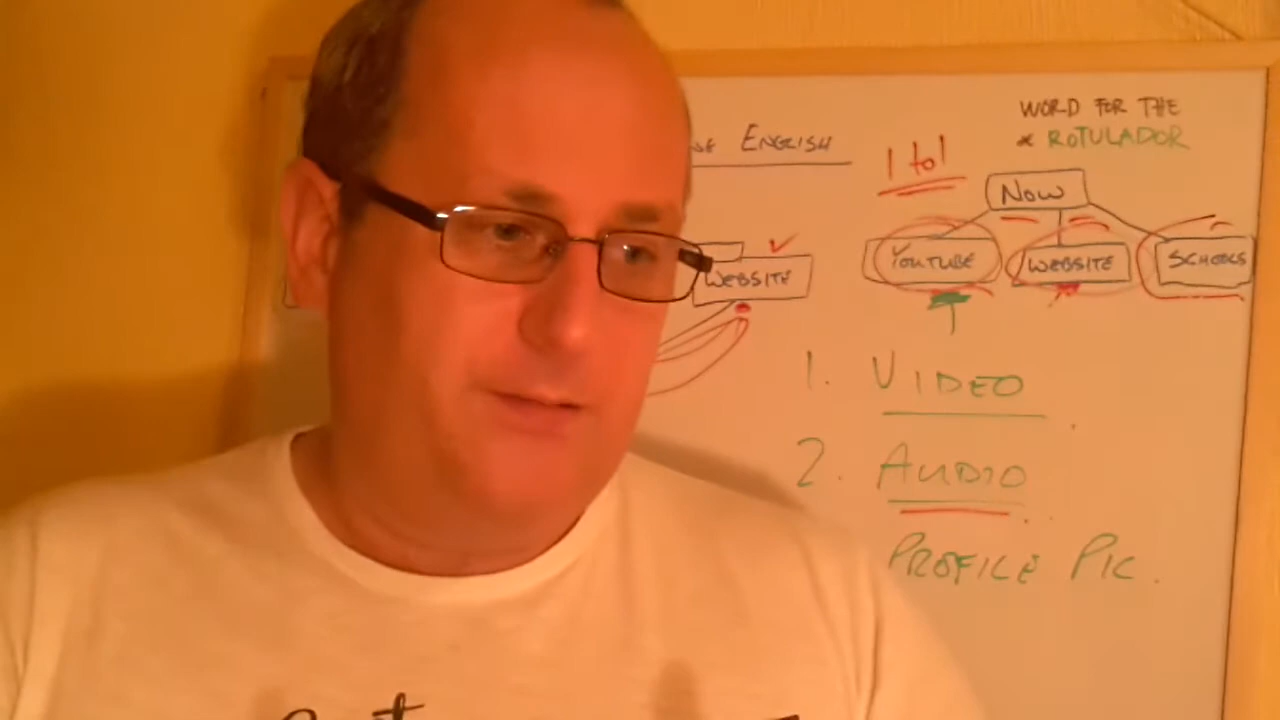 WORD FOR THE
* ROTULADOR
ENGLISH
1 to 1
NOW
YOUTUBE WEBSITE SCHOOLS
WEBSITE
1. VIDEO
2. AUDIO
PROFILE PIC.